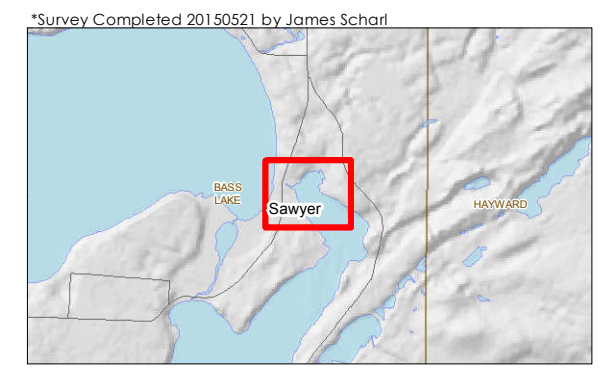 *Survey Completed 20150521 by James Scharl
BASS
LAKE
Sawyer
HAYWARD